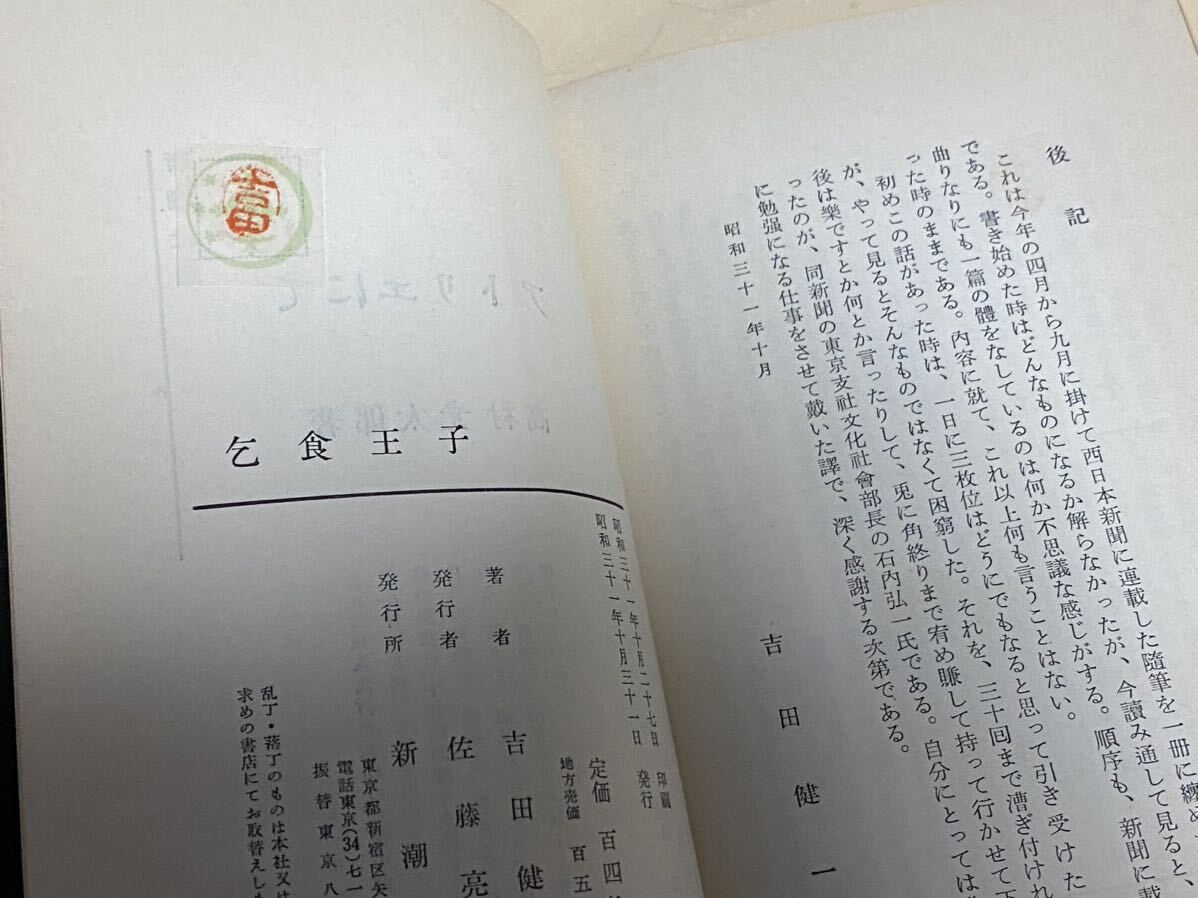 後記
これは今年の四月から九月に掛けて西日本新聞に連載した隨筆を一冊に纏め
である。書き始めた時はどんなものになるか解らなかったが、今讀み通して見ると、
曲りなりにも一篇の體をなしているのは何か不思議な感じがする。順序も、新聞に載
った時のままである。内容に就て、これ以上何も言うことはない。
初めこの話があった時は、一日に三枚位はどうにでもなると思って引き受けた
が、やって見るとそんなものではなくて困窮した。それを、三十回まで漕ぎ付けれ
後は樂ですとか何とか言ったりして、兎に角終りまで宥め賺して持って行かせて下
ったのが、同新聞の東京支社文化社會部長の石内弘一氏である。自分にとっては
に勉强になる仕事をさせて戴いた譯で、深く感謝する次第である。
昭和三十一年十月
吉田健一
吉田
アトリエにて
高村光太郎
乞食王子
昭和三十一年十月二十七日 印刷
昭和三十一年十月三十一日 発行
定価 百四
地方売価 百五
著者 吉田健
発行者 佐藤亮
発行所 新潮
東京都新宿区矢
電話東京(34)七一
振替東京八
乱丁・落丁のものは本社又は
求めの書店にてお取替えし